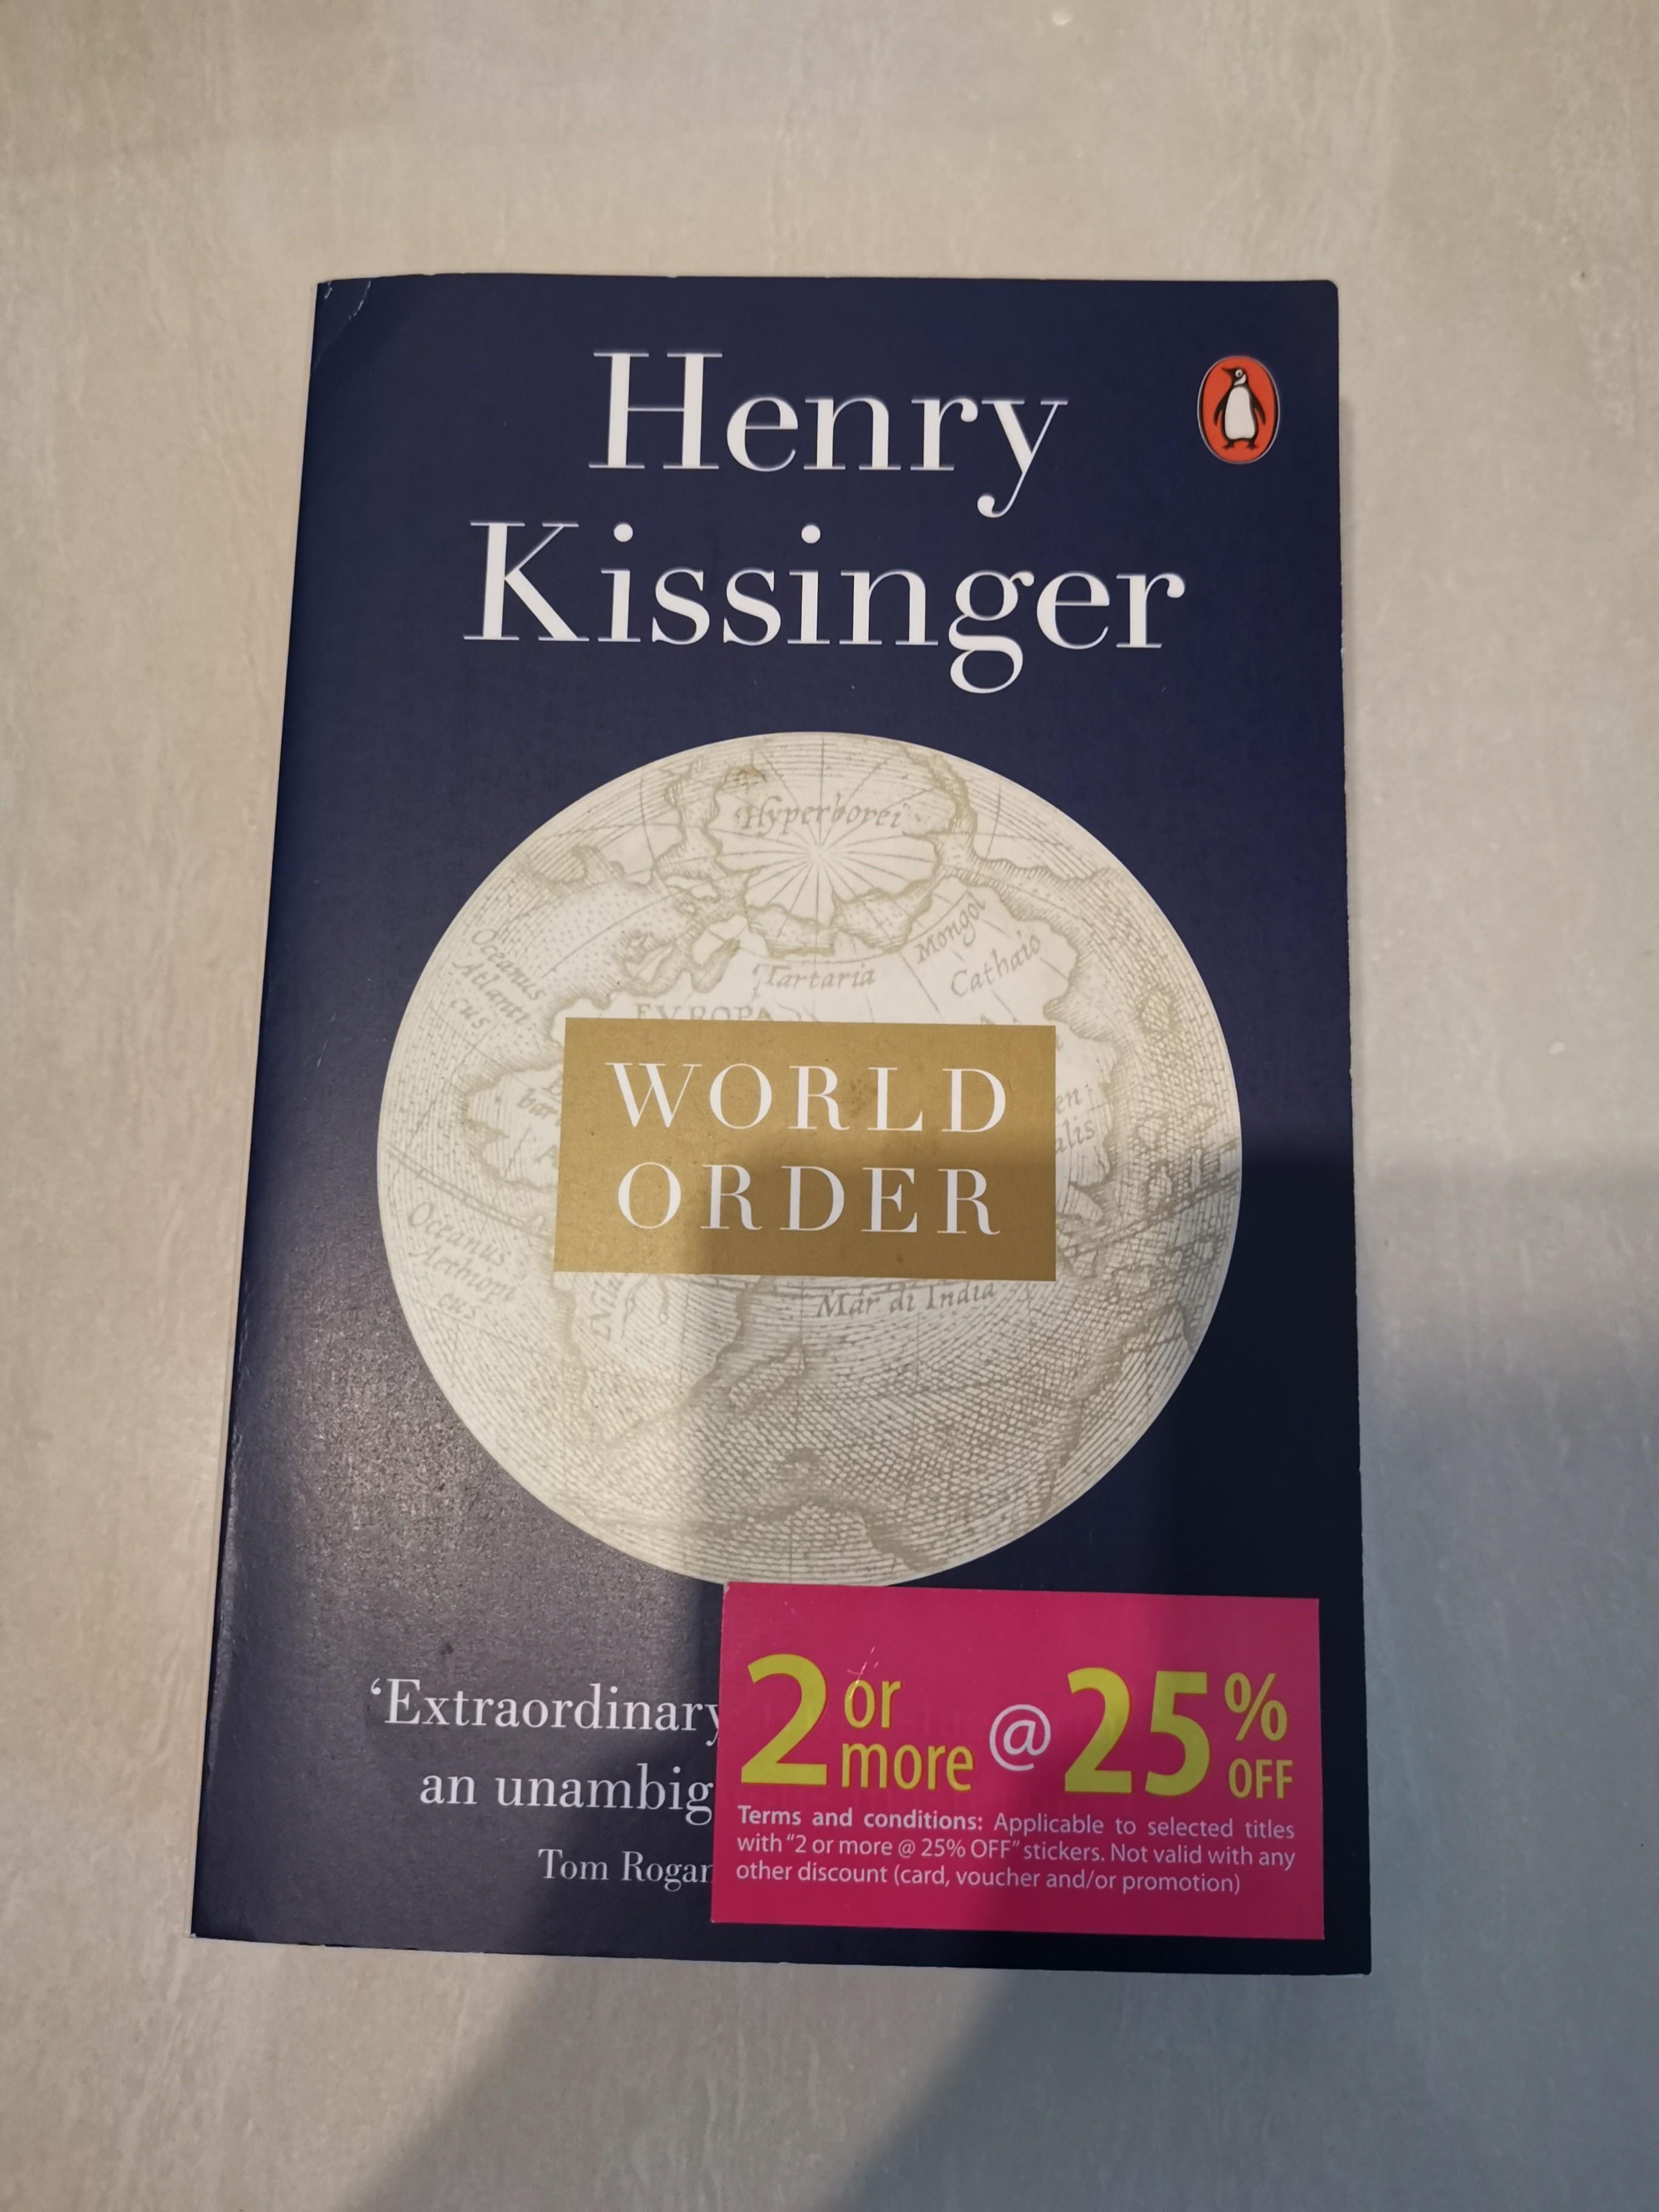 Henry
Kissinger
Hyperborei
Mongol
Cathaio
Oceanus
Atlanti-
cus
Tartaria
EVROPA
WORLD
ORDER
Oceanus
Aethiopi
cus
Mar di India
'Extraordinary
an unambig
Tom Rogan
2 or more @ 25% OFF
Terms and conditions: Applicable to selected titles
with "2 or more @ 25% OFF" stickers. Not valid with any
other discount (card, voucher and/or promotion)